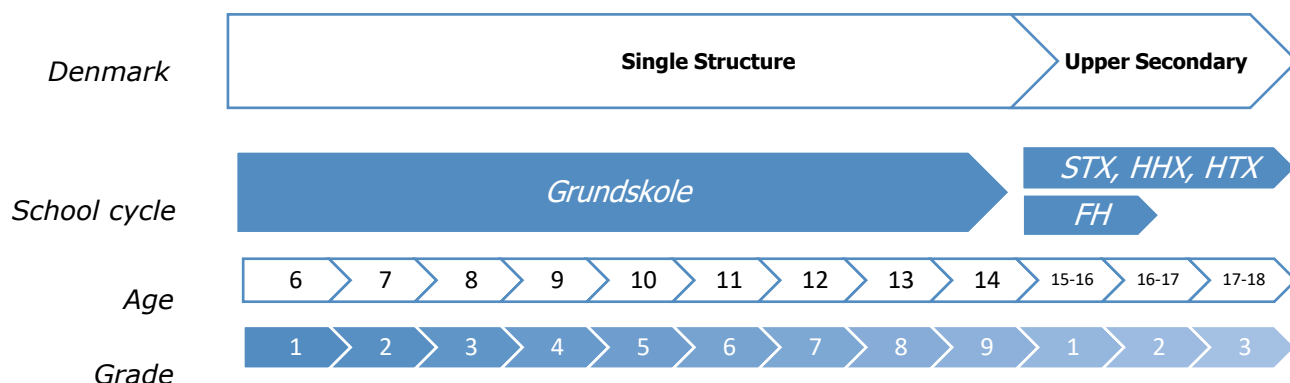 Denmark
Single Structure
Upper Secondary
School cycle
Grundskole
STX, HHX, HTX
FH
Age
6 7 8 9 10 11 12 13 14 15-16 16-17 17-18
Grade
1 2 3 4 5 6 7 8 9 1 2 3